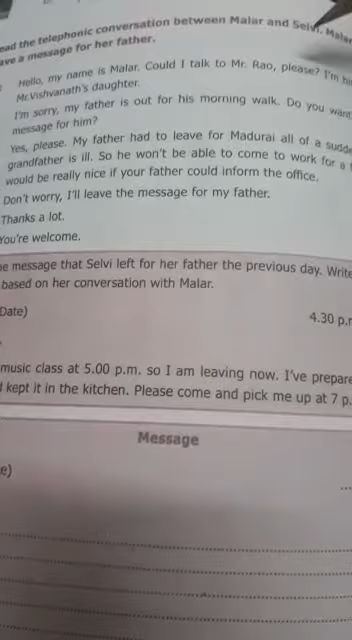 the telephonic conversation between Malar and Selvi. Malar
a message for her father.
Hello, my name is Malar. Could I talk to Mr. Rao, please? I'm
Mr.Vishvanath's daughter.
I'm sorry, my father is out for his morning walk. Do you want
message for him?
Yes, please. My father had to leave for Madurai all of a
grandfather is ill. So he won't be able to come to work for a
would be really nice if your father could inform the office.
Don't worry, I'll leave the message for my father.
Thanks a lot.
You're welcome.
message that Selvi left for her father the previous day. Write
based on her conversation with Malar.
Date)
4.30 p.
music class at 5.00 p.m. so I am leaving now. I've
kept it in the kitchen. Please come and pick me up at 7 p.
Message
e)